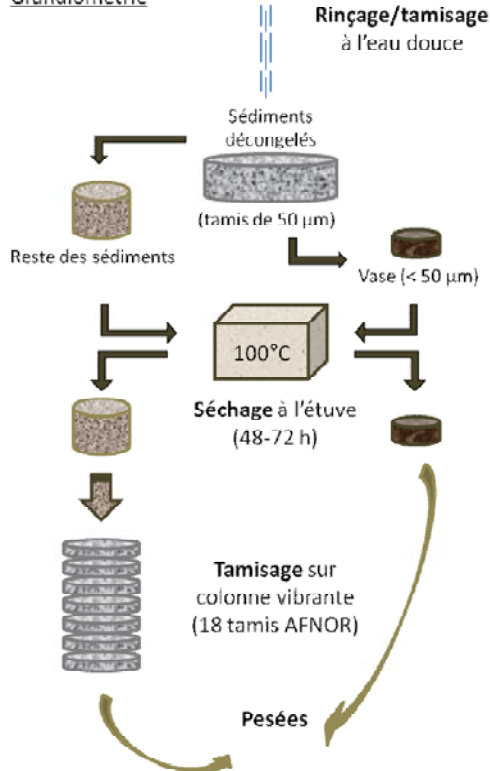 Granulométrie
Rinçage/tamisage
à l'eau douce
Sédiments
décongelés
(tamis de 50 µm)
Reste des sédiments
Vase (< 50 µm)
100°C
Séchage à l'étuve
(48-72 h)
Tamisage sur
colonne vibrante
(18 tamis AFNOR)
Pesées